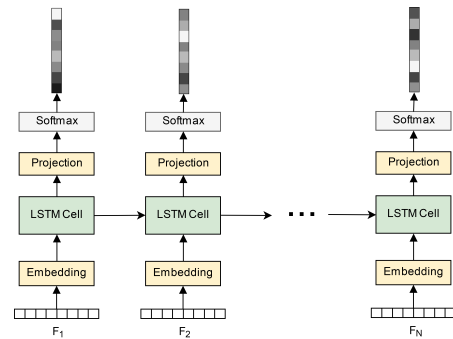 Softmax Softmax Softmax
Projection Projection Projection
LSTM Cell LSTM Cell ... LSTM Cell
Embedding Embedding Embedding
F1 F2 FN